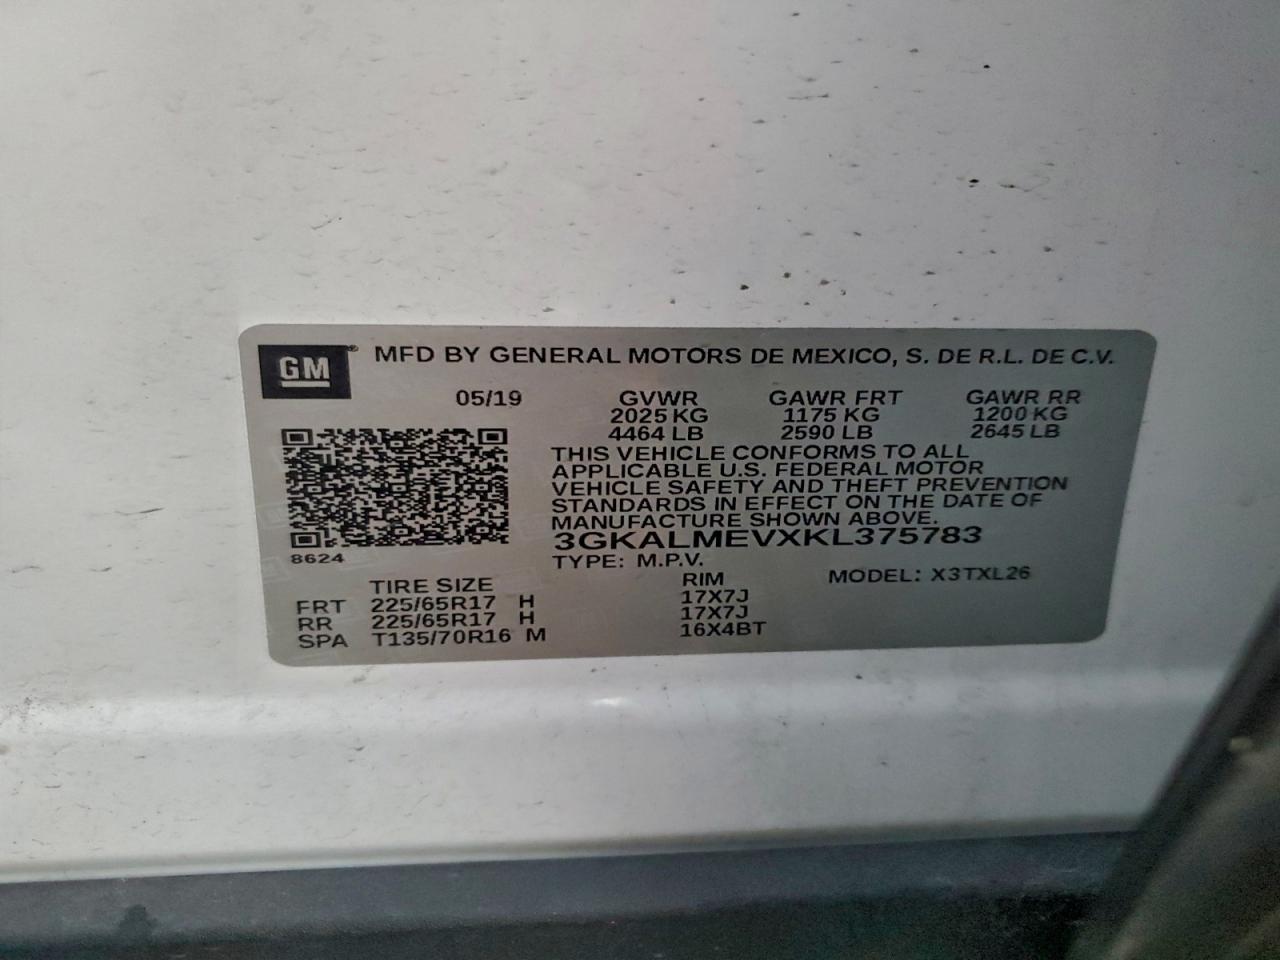 GM® MFD BY GENERAL MOTORS DE MEXICO, S. DE R.L. DE C.V.
05/19 GVWR GAWR FRT GAWR RR
2025 KG 1175 KG 1200 KG
4464 LB 2590 LB 2645 LB
THIS VEHICLE CONFORMS TO ALL
APPLICABLE U.S. FEDERAL MOTOR
VEHICLE SAFETY AND THEFT PREVENTION
STANDARDS IN EFFECT ON THE DATE OF
MANUFACTURE SHOWN ABOVE.
3GKALMEVXKL375783
8624
TYPE: M.P.V. MODEL: X3TXL26
TIRE SIZE RIM
FRT 225/65R17 H 17X7J
RR 225/65R17 H 17X7J
SPA T135/70R16 M 16X4BT